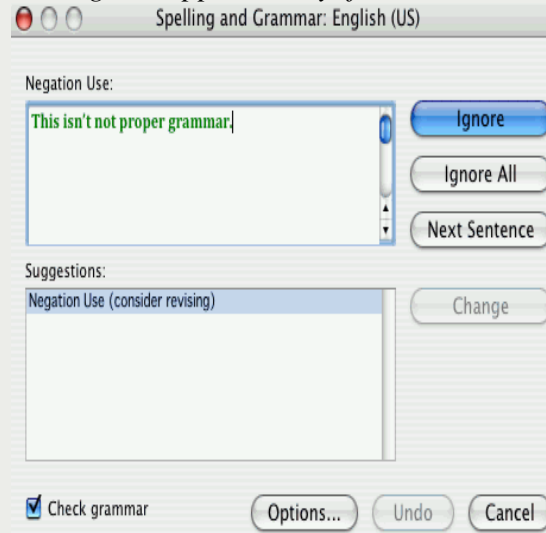 Spelling and Grammar: English (US)
Negation Use:
This isn't not proper grammar.
Ignore
Ignore All
Next Sentence
Suggestions:
Negation Use (consider revising)
Change
Check grammar
Options...
Undo
Cancel